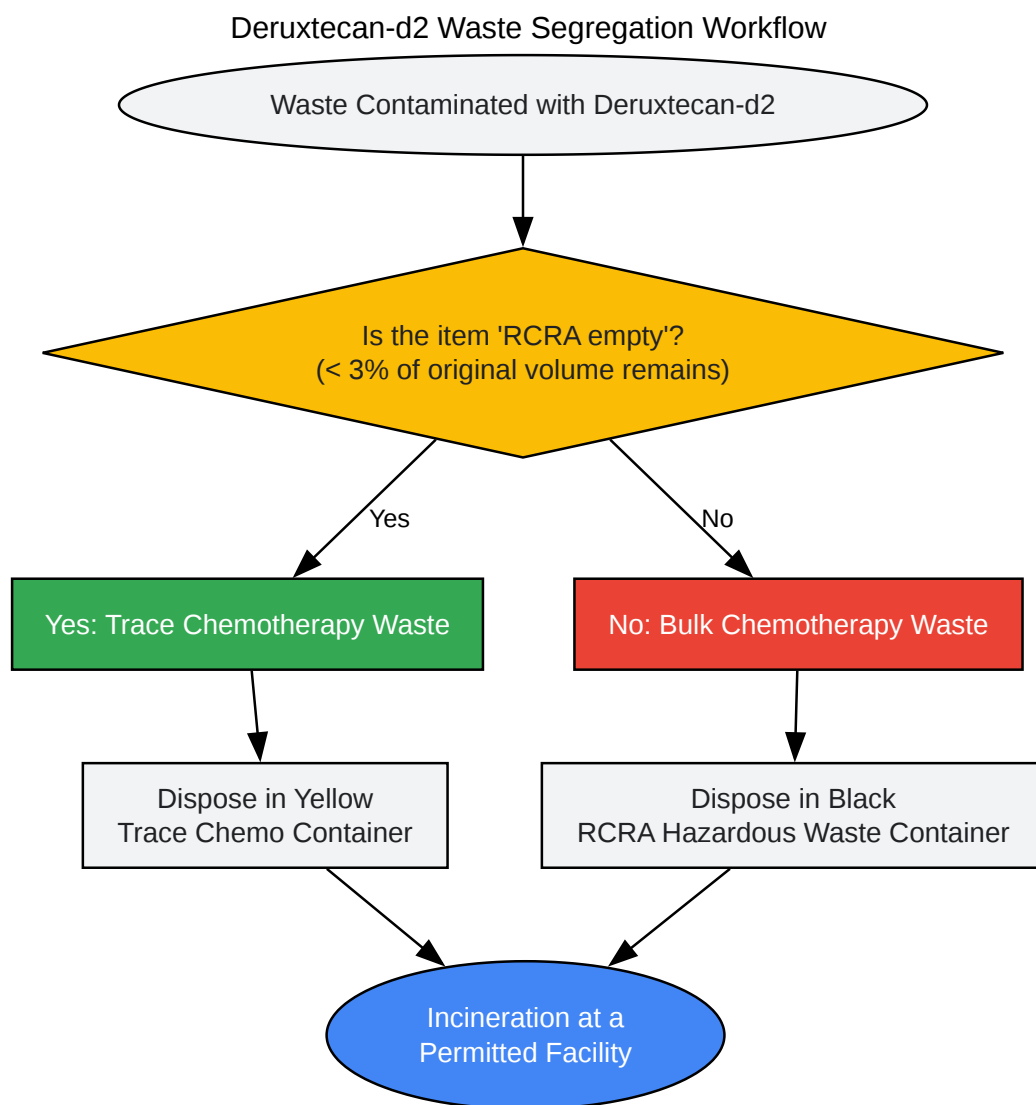 Deruxtecan-d2 Waste Segregation Workflow
Waste Contaminated with Deruxtecan-d2
Is the item 'RCRA empty'?
(< 3% of original volume remains)
Yes
No
Yes: Trace Chemotherapy Waste
No: Bulk Chemotherapy Waste
Dispose in Yellow
Trace Chemo Container
Dispose in Black
RCRA Hazardous Waste Container
Incineration at a
Permitted Facility